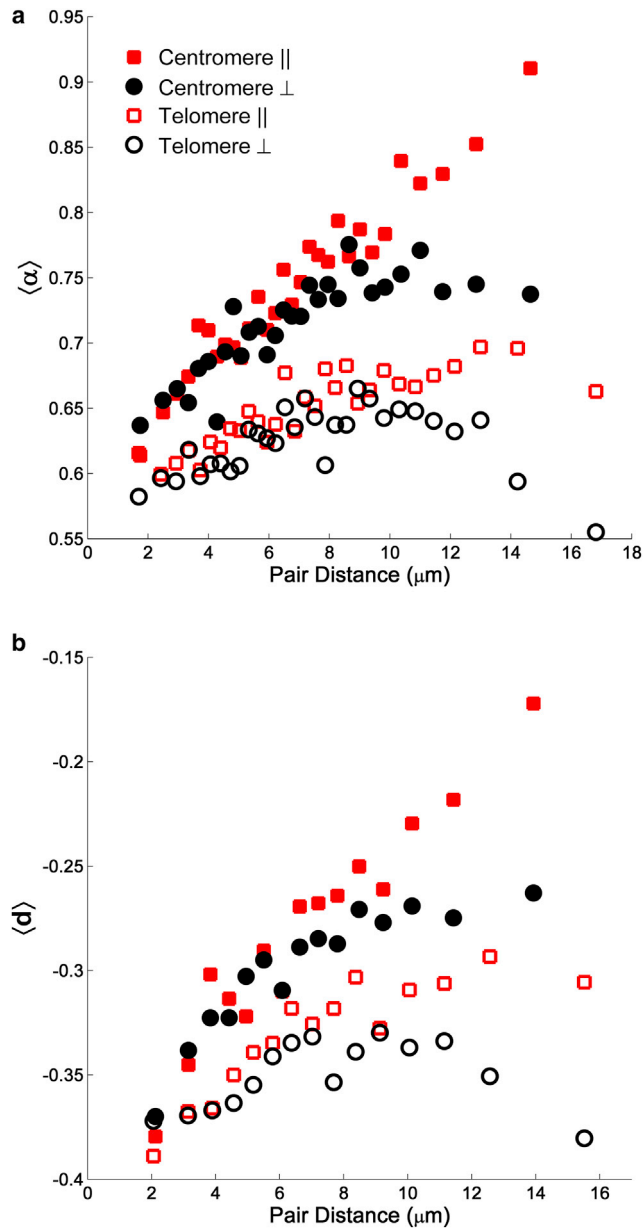 a
0.95
0.9
Centromere ||
Centromere ⊥
0.85
Telomere ||
Telomere ⊥
0.8
⟨α⟩
0.75
0.7
0.65
0.6
0.55
0 2 4 6 8 10 12 14 16 18
Pair Distance (μm)
b
-0.15
-0.2
-0.25
⟨d⟩
-0.3
-0.35
-0.4
0 2 4 6 8 10 12 14 16
Pair Distance (μm)